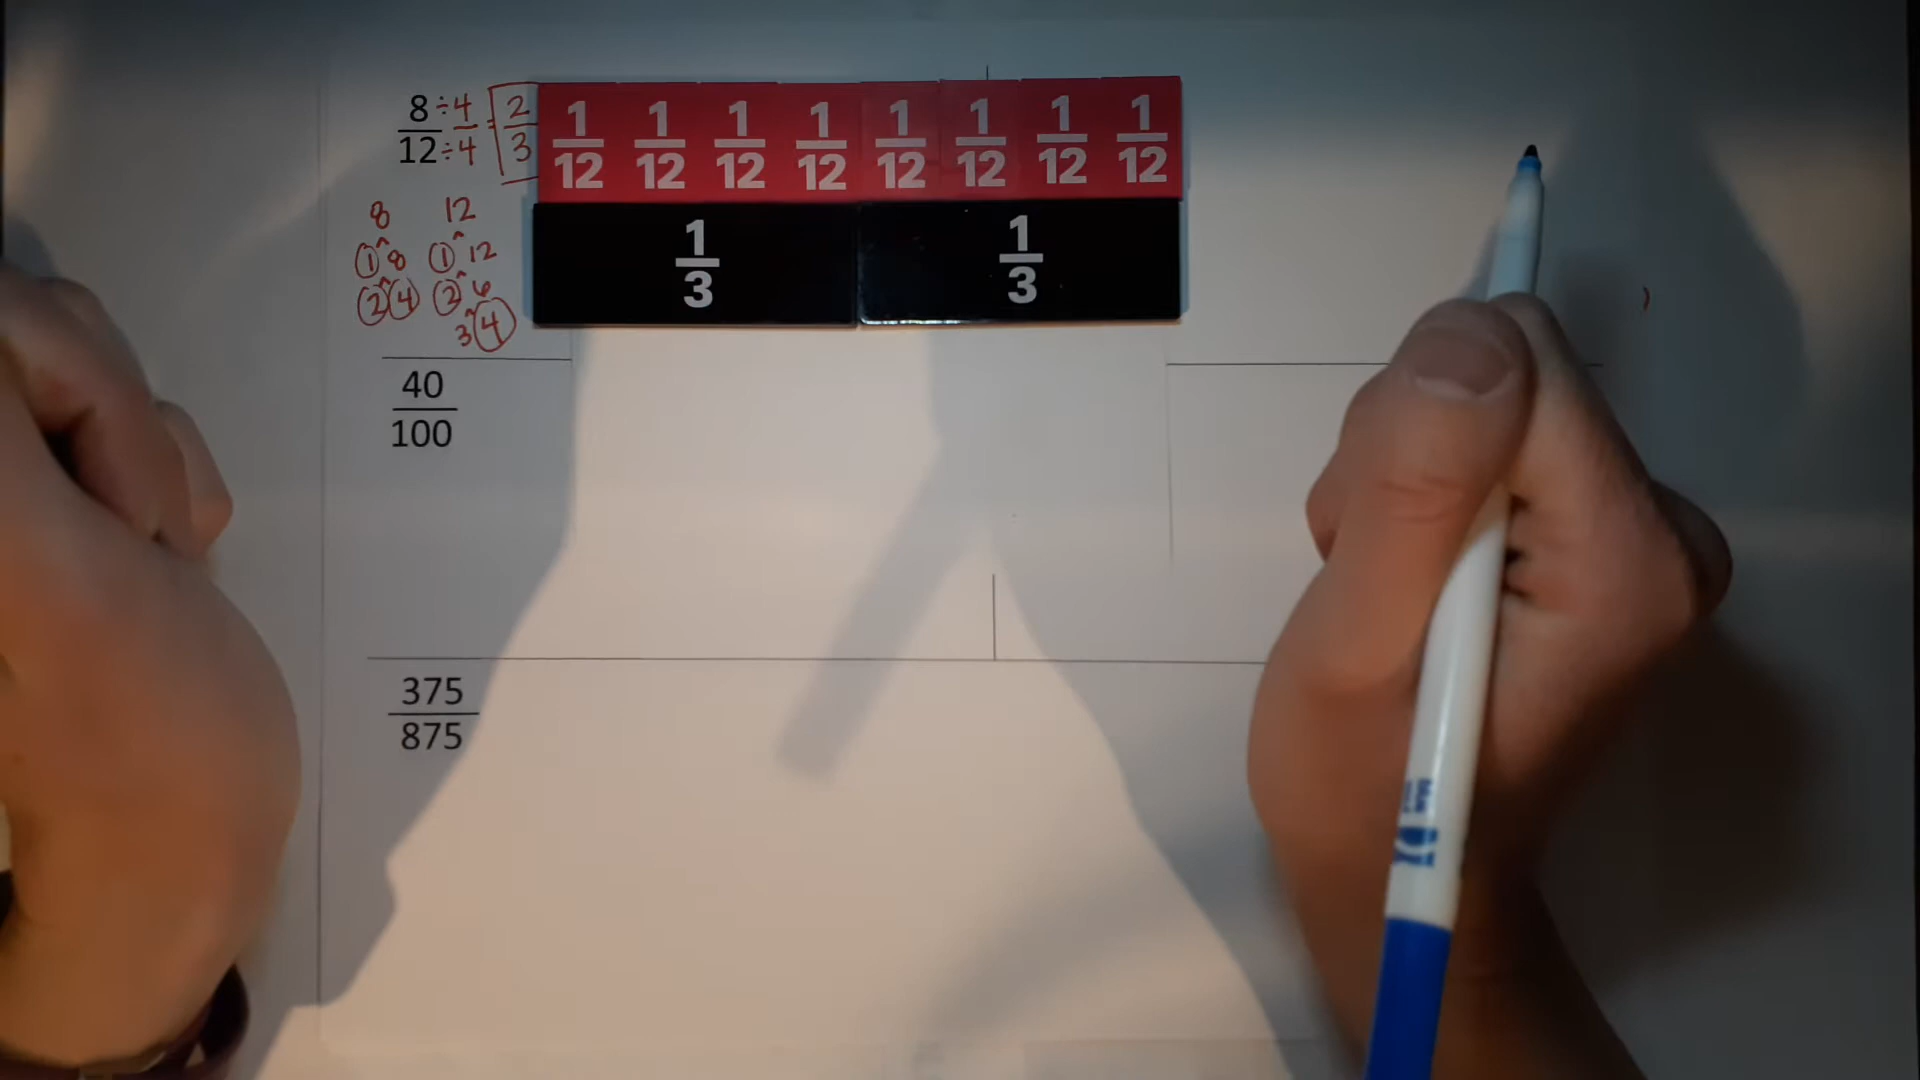 8 ÷ 4 = 2
12 ÷ 4 3
1/12 1/12 1/12 1/12 1/12 1/12 1/12 1/12
8 12
1 8 1 12
2 4 2 6
3 4
1/3 1/3
40
100
375
875